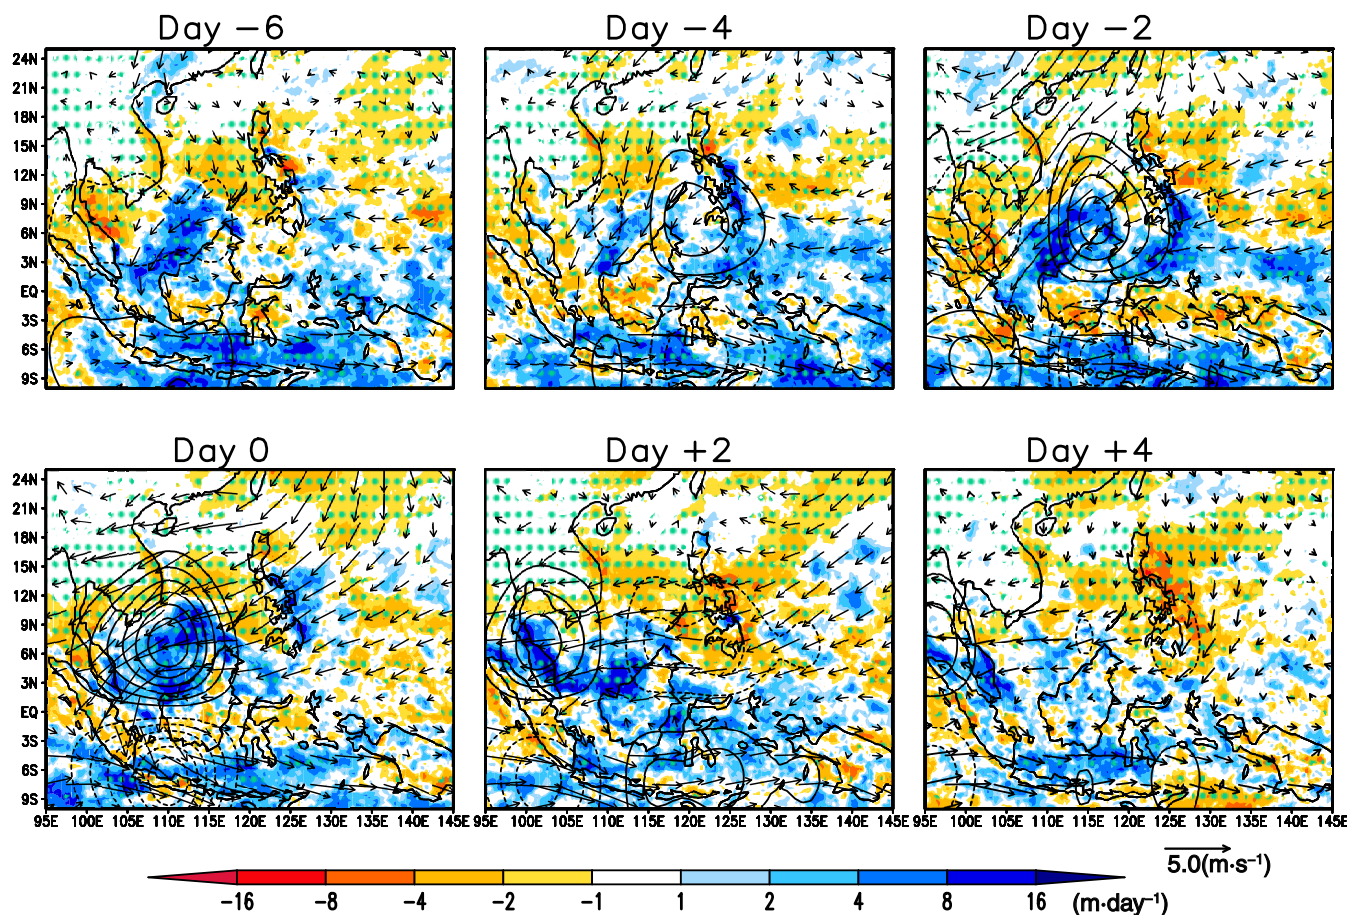 Day −6
Day −4
Day −2
24N
21N
18N
15N
12N
9N
6N
3N
EQ
3S
6S
9S
Day 0
Day +2
Day +4
24N
21N
18N
15N
12N
9N
6N
3N
EQ
3S
6S
9S
95E 100E 105E 110E 115E 120E 125E 130E 135E 140E 145E
95E 100E 105E 110E 115E 120E 125E 130E 135E 140E 145E
95E 100E 105E 110E 115E 120E 125E 130E 135E 140E 145E
5.0(m·s⁻¹)
−16 −8 −4 −2 −1 1 2 4 8 16 (m·day⁻¹)